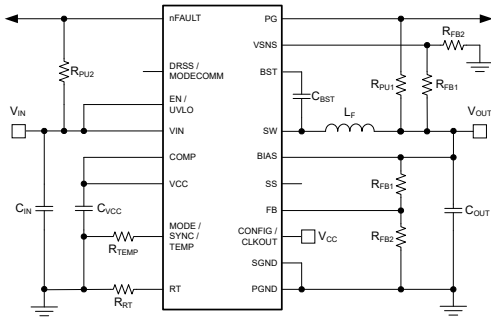 nFAULT
DRSS /
MODECOMM
EN /
UVLO
VIN
COMP
VCC
MODE /
SYNC /
TEMP
RT
PG
VSNS
BST
SW
BIAS
SS
FB
CONFIG /
CLKOUT
SGND
PGND
RPU2
VIN
CIN
CVCC
RTEMP
RRT
RFB2
RPU1
RFB1
CBST
LF
VOUT
RFB1
COUT
RFB2
VCC